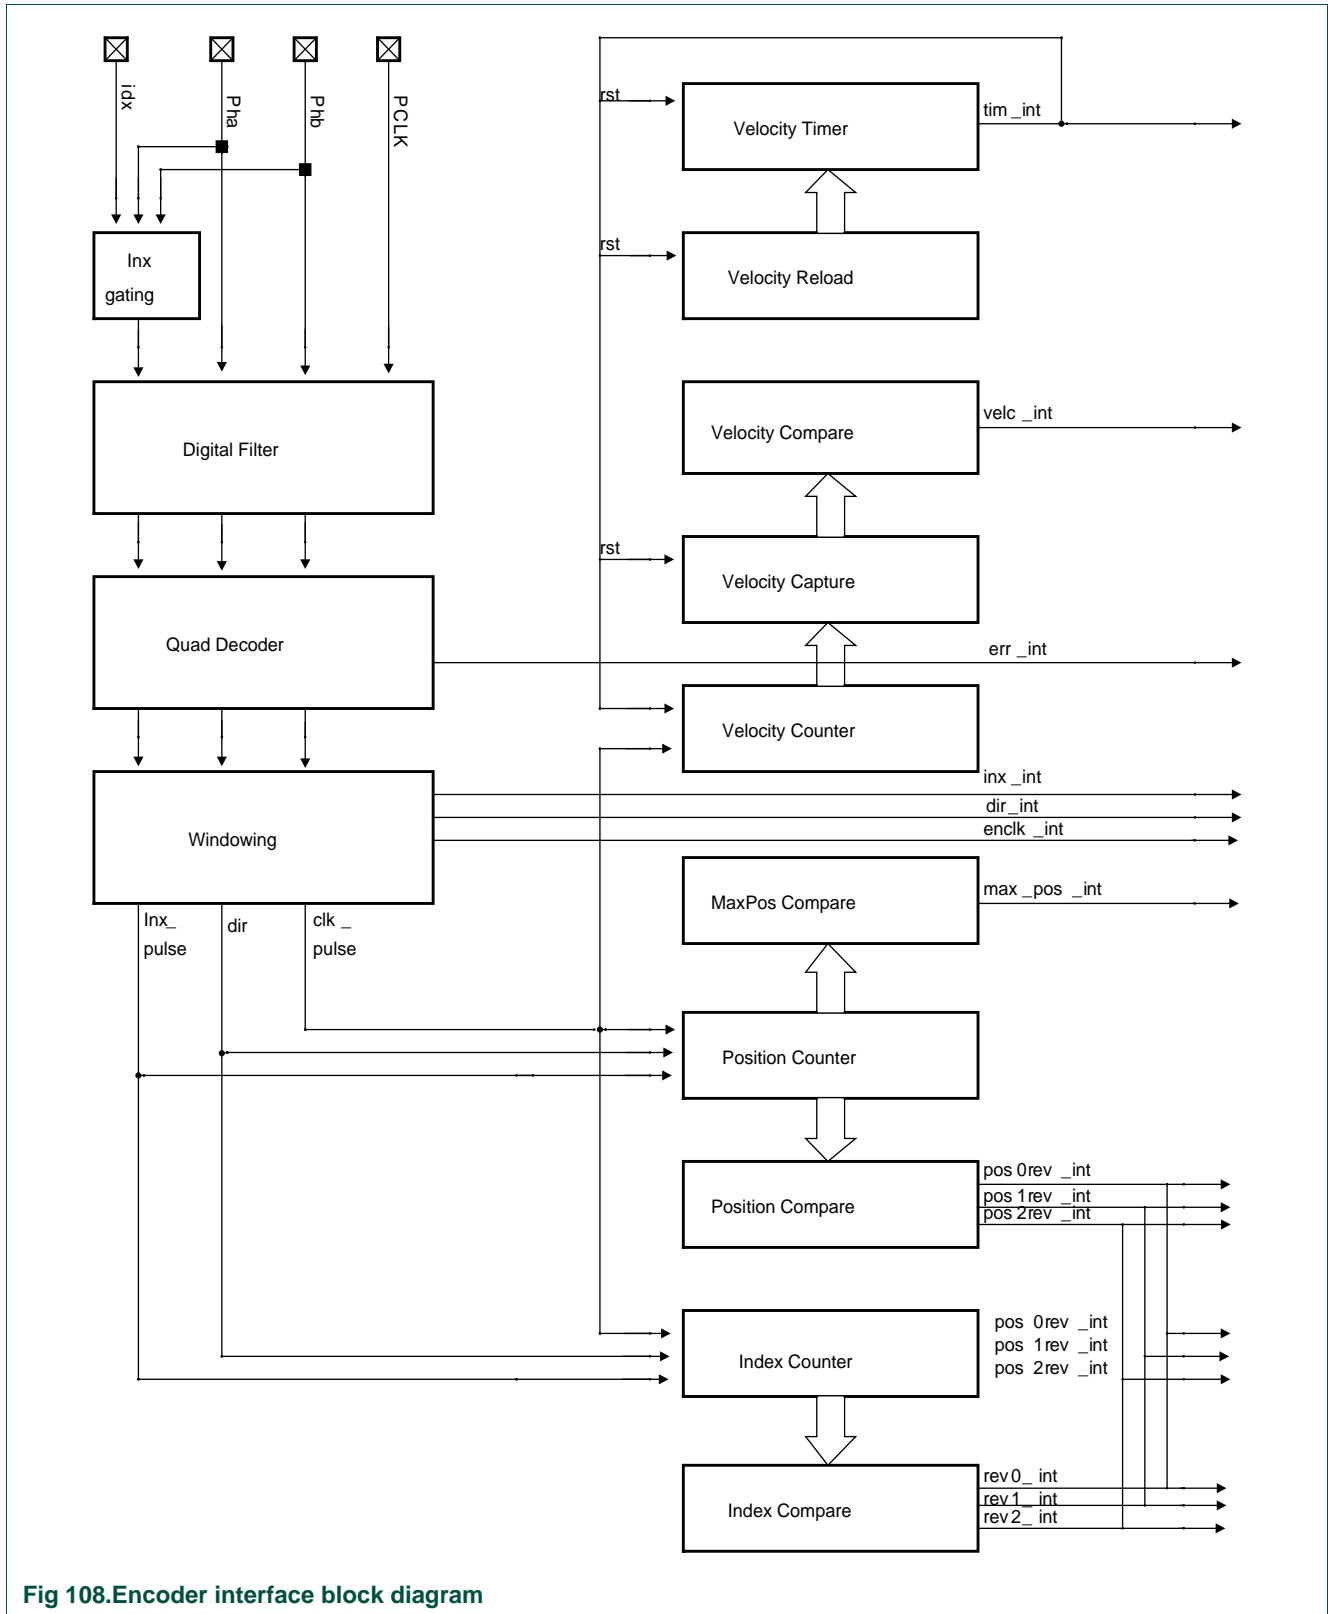 idx
Pha
Phb
PCLK
rst
Velocity Timer
tim _int
Inx
gating
rst
Velocity Reload
Digital Filter
Velocity Compare
velc _int
rst
Velocity Capture
Quad Decoder
err _int
Velocity Counter
inx _int
dir_int
enclk _int
Windowing
MaxPos Compare
max _pos _int
Inx_
pulse
dir
clk _
pulse
Position Counter
Position Compare
pos 0rev _int
pos 1rev _int
pos 2rev _int
Index Counter
pos 0rev _int
pos 1rev _int
pos 2rev _int
Index Compare
rev0_ int
rev1_ int
rev2_ int
Fig 108.Encoder interface block diagram